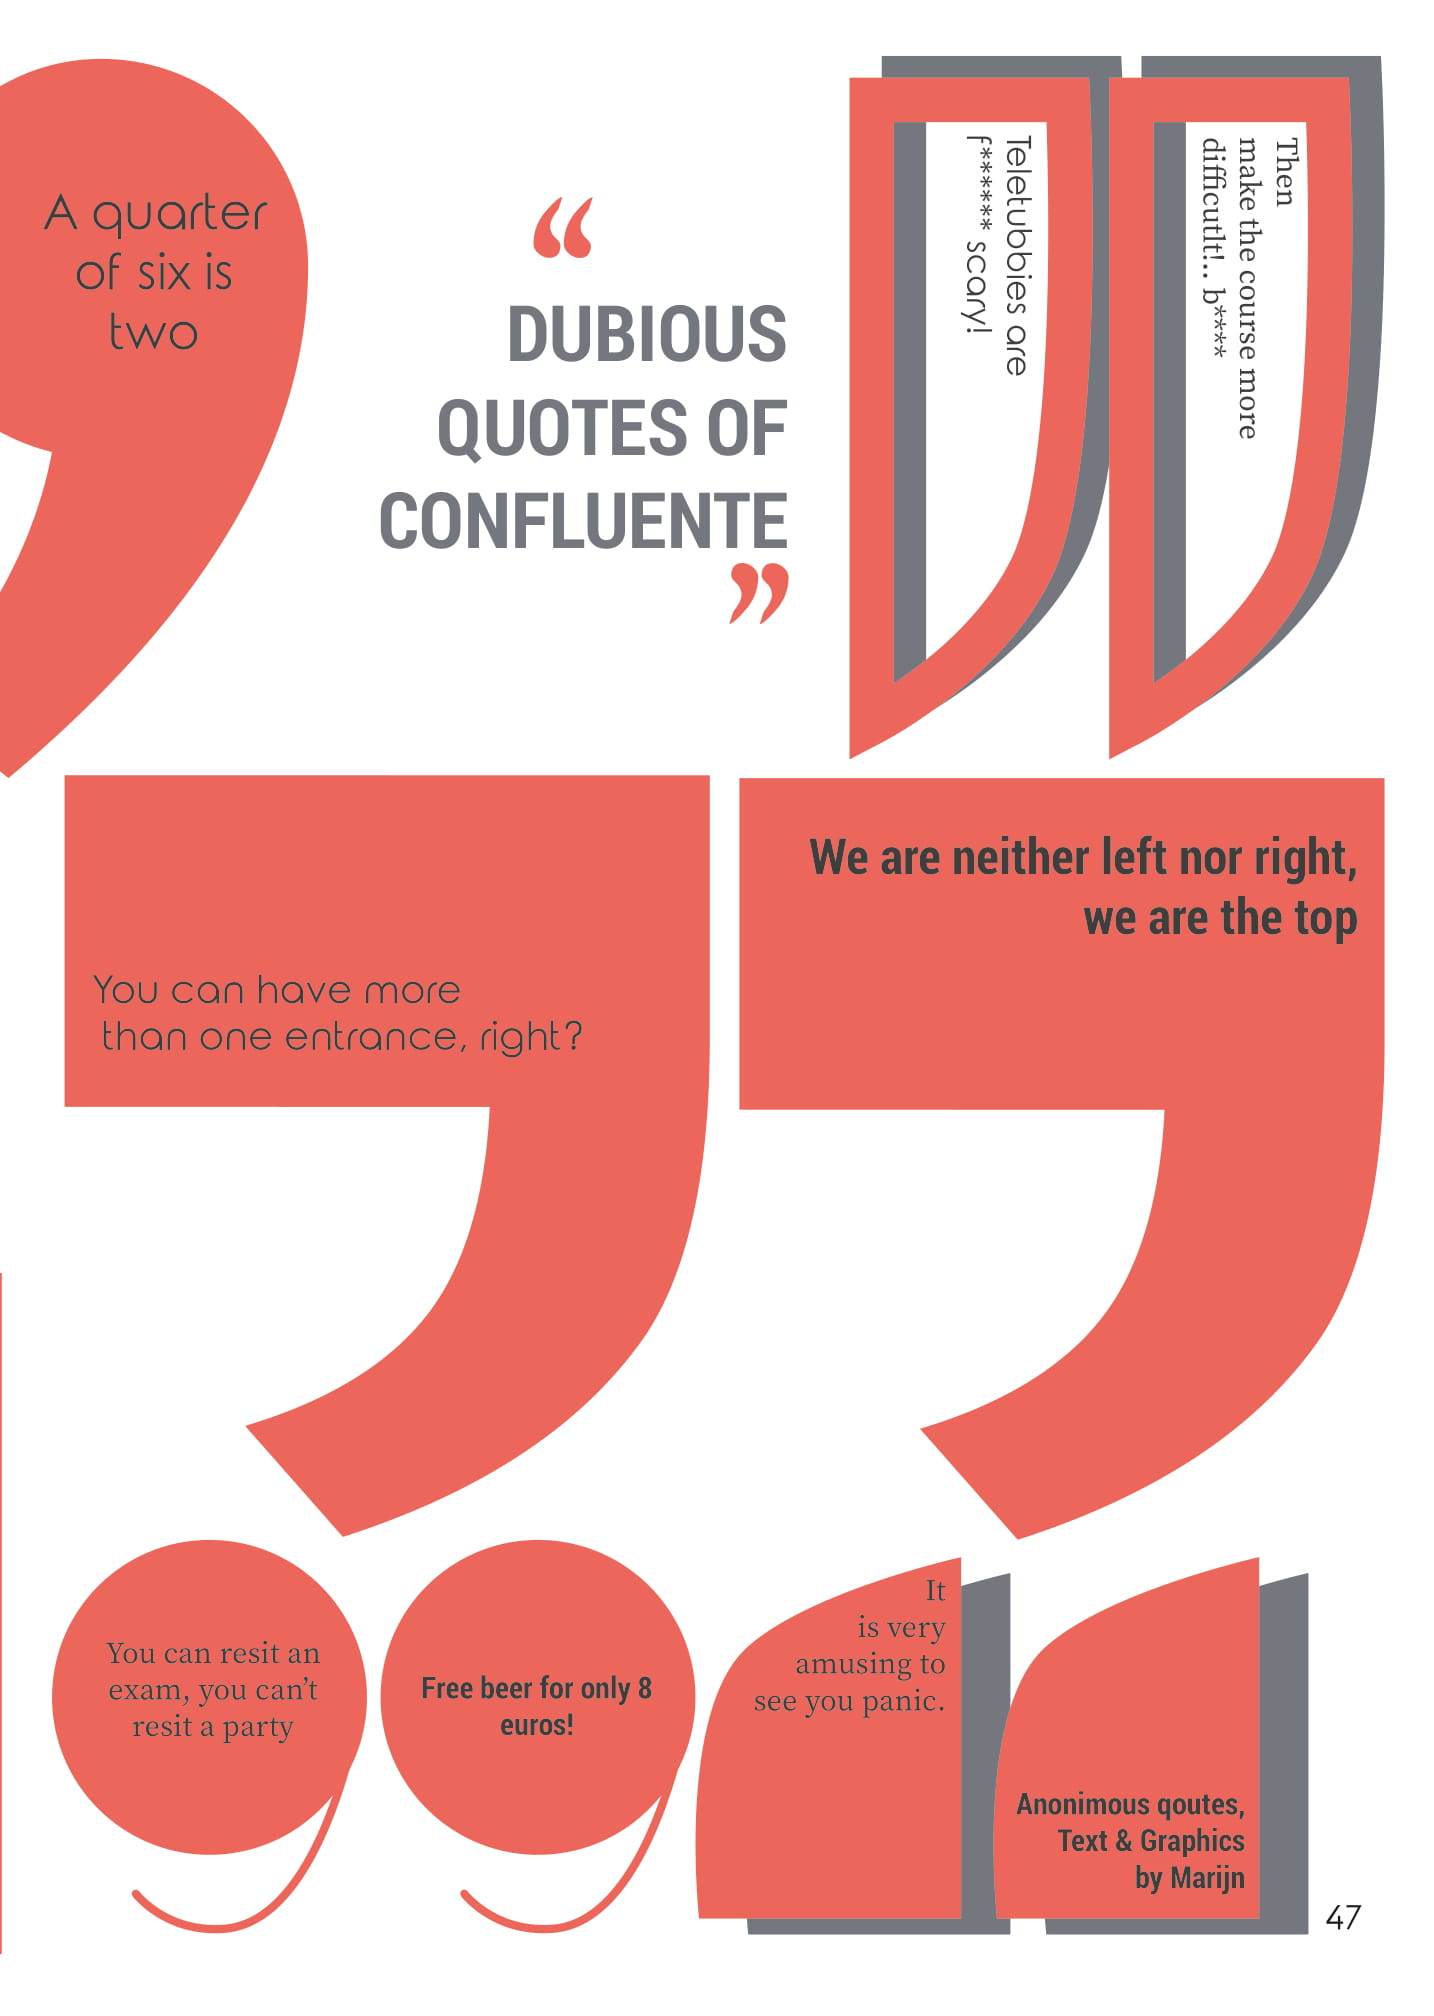 A quarter
of six is
two
“
DUBIOUS
QUOTES OF
CONFLUENTE
”
Teletubbies are
f******* scary!
Then
make the course more
difficutlt!.. b****
You can have more
than one entrance, right?
We are neither left nor right,
we are the top
You can resit an
exam, you can’t
resit a party
Free beer for only 8
euros!
It
is very
amusing to
see you panic.
Anonimous qoutes,
Text & Graphics
by Marijn
47